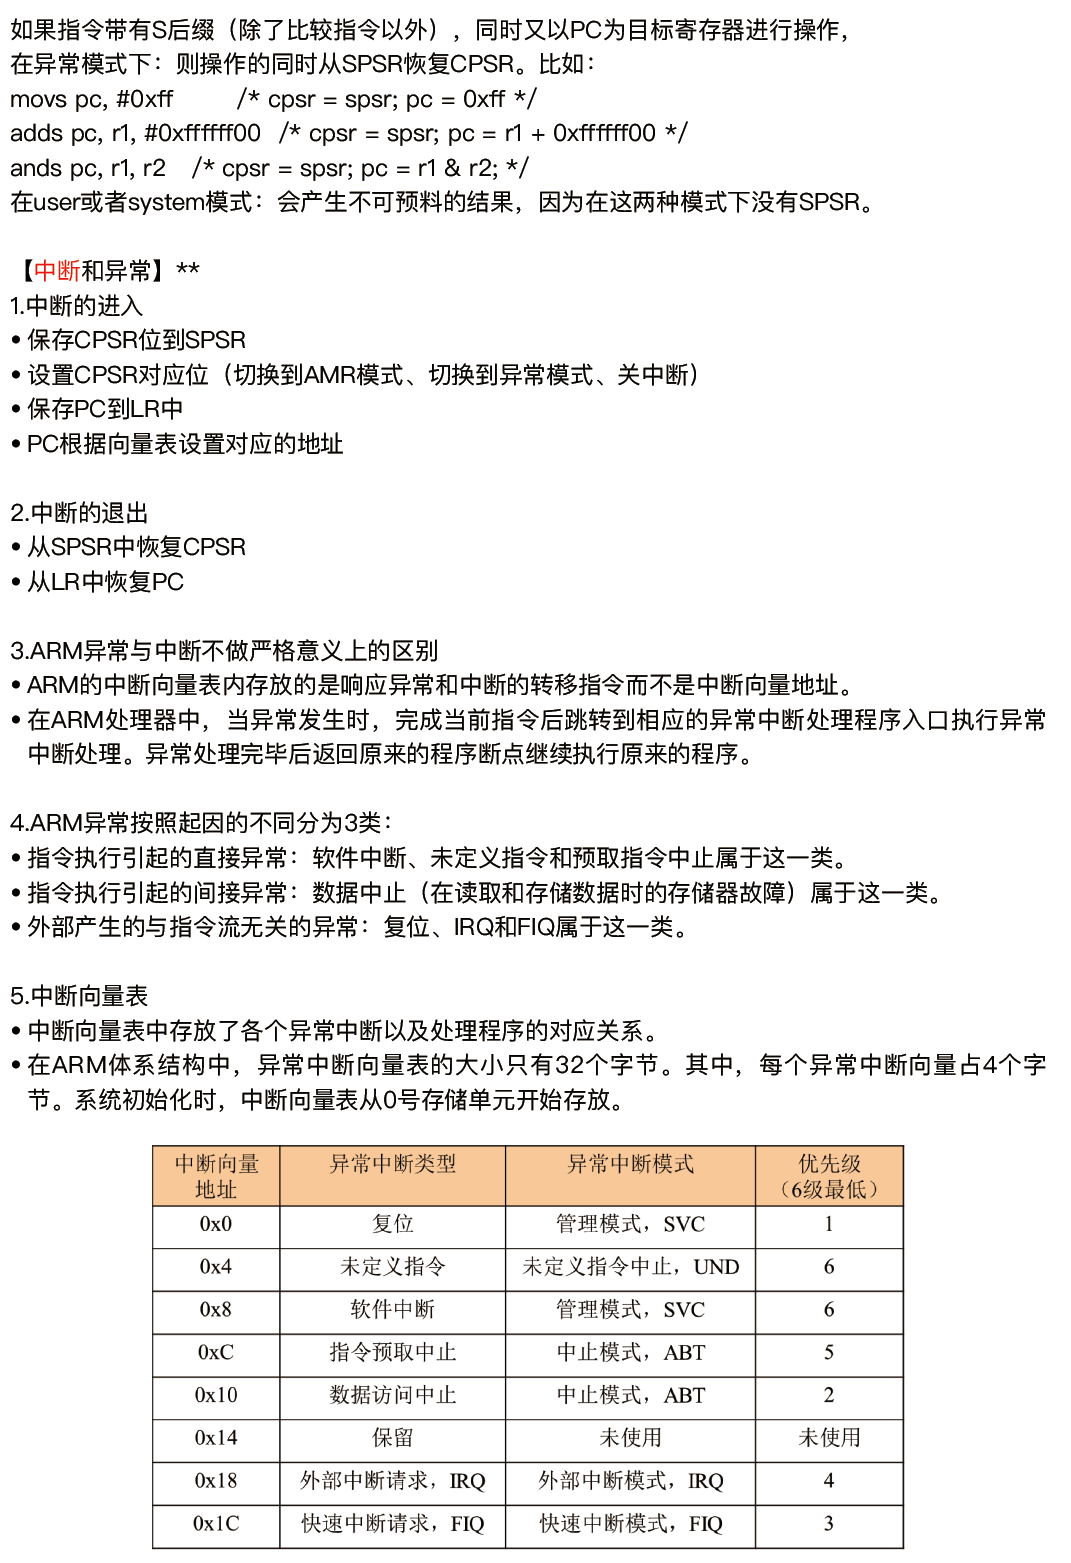 如果指令带有S后缀（除了比较指令以外），同时又以PC为目标寄存器进行操作，
在异常模式下：则操作的同时从SPSR恢复CPSR。比如：
movs pc, #0xff /* cpsr = spsr; pc = 0xff */
adds pc, r1, #0xffffff00 /* cpsr = spsr; pc = r1 + 0xffffff00 */
ands pc, r1, r2 /* cpsr = spsr; pc = r1 & r2; */
在user或者system模式：会产生不可预料的结果，因为在这两种模式下没有SPSR。
【中断和异常】**
1.中断的进入
• 保存CPSR位到SPSR
• 设置CPSR对应位（切换到AMR模式、切换到异常模式、关中断）
• 保存PC到LR中
• PC根据向量表设置对应的地址
2.中断的退出
• 从SPSR中恢复CPSR
• 从LR中恢复PC
3.ARM异常与中断不做严格意义上的区别
• ARM的中断向量表内存放的是响应异常和中断的转移指令而不是中断向量地址。
• 在ARM处理器中，当异常发生时，完成当前指令后跳转到相应的异常中断处理程序入口执行异常
中断处理。异常处理完毕后返回原来的程序断点继续执行原来的程序。
4.ARM异常按照起因的不同分为3类：
• 指令执行引起的直接异常：软件中断、未定义指令和预取指令中止属于这一类。
• 指令执行引起的间接异常：数据中止（在读取和存储数据时的存储器故障）属于这一类。
• 外部产生的与指令流无关的异常：复位、IRQ和FIQ属于这一类。
5.中断向量表
• 中断向量表中存放了各个异常中断以及处理程序的对应关系。
• 在ARM体系结构中，异常中断向量表的大小只有32个字节。其中，每个异常中断向量占4个字
节。系统初始化时，中断向量表从0号存储单元开始存放。
中断向量 异常中断类型 异常中断模式 优先级
地址 （6级最低）
0x0 复位 管理模式，SVC 1
0x4 未定义指令 未定义指令中止，UND 6
0x8 软件中断 管理模式，SVC 6
0xC 指令预取中止 中止模式，ABT 5
0x10 数据访问中止 中止模式，ABT 2
0x14 保留 未使用 未使用
0x18 外部中断请求，IRQ 外部中断模式，IRQ 4
0x1C 快速中断请求，FIQ 快速中断模式，FIQ 3